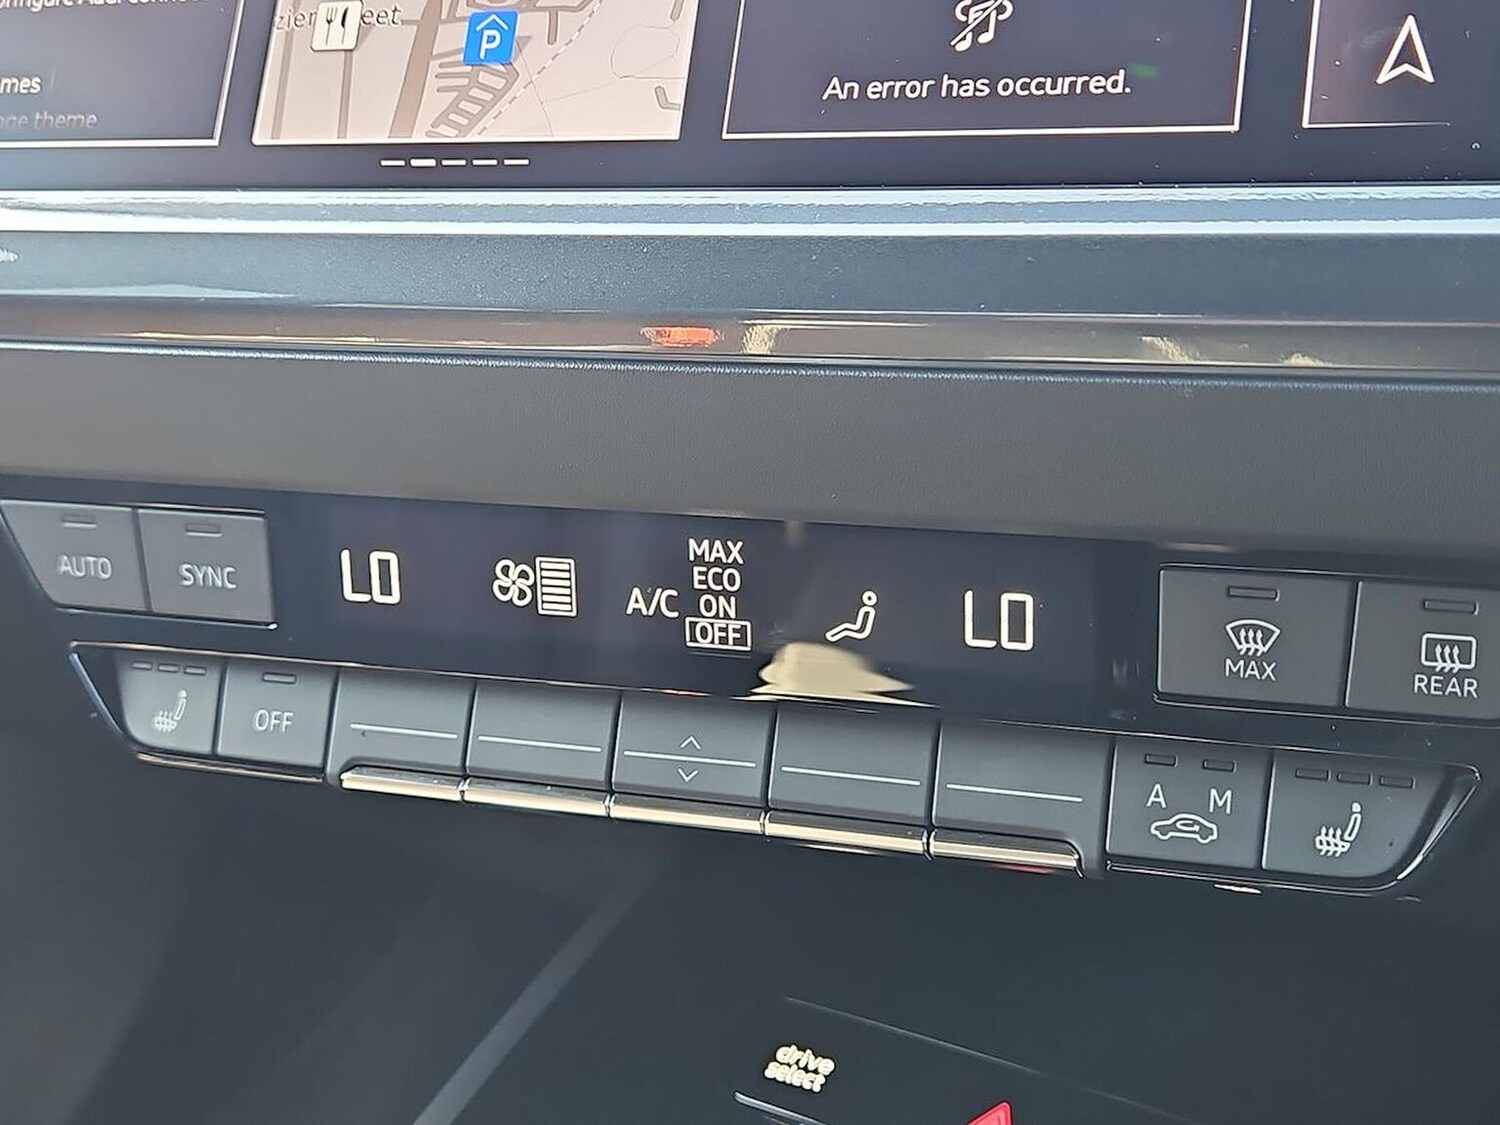 mes
theme
eet
P
An error has occurred.
AUTO
SYNC
LO
A/C
MAX
ECO
ON
OFF
LO
MAX
REAR
OFF
A M
drive
select